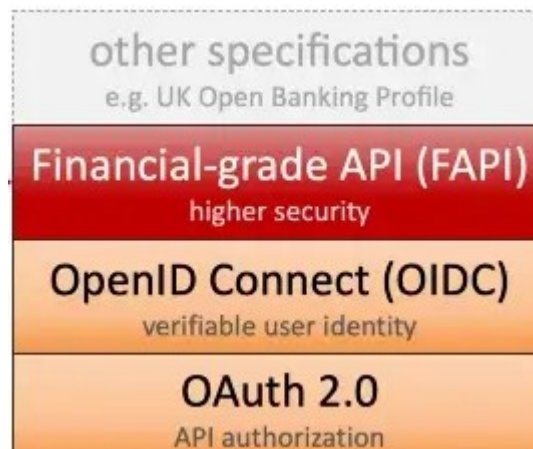 other specifications
e.g. UK Open Banking Profile
Financial-grade API (FAPI)
higher security
OpenID Connect (OIDC)
verifiable user identity
OAuth 2.0
API authorization